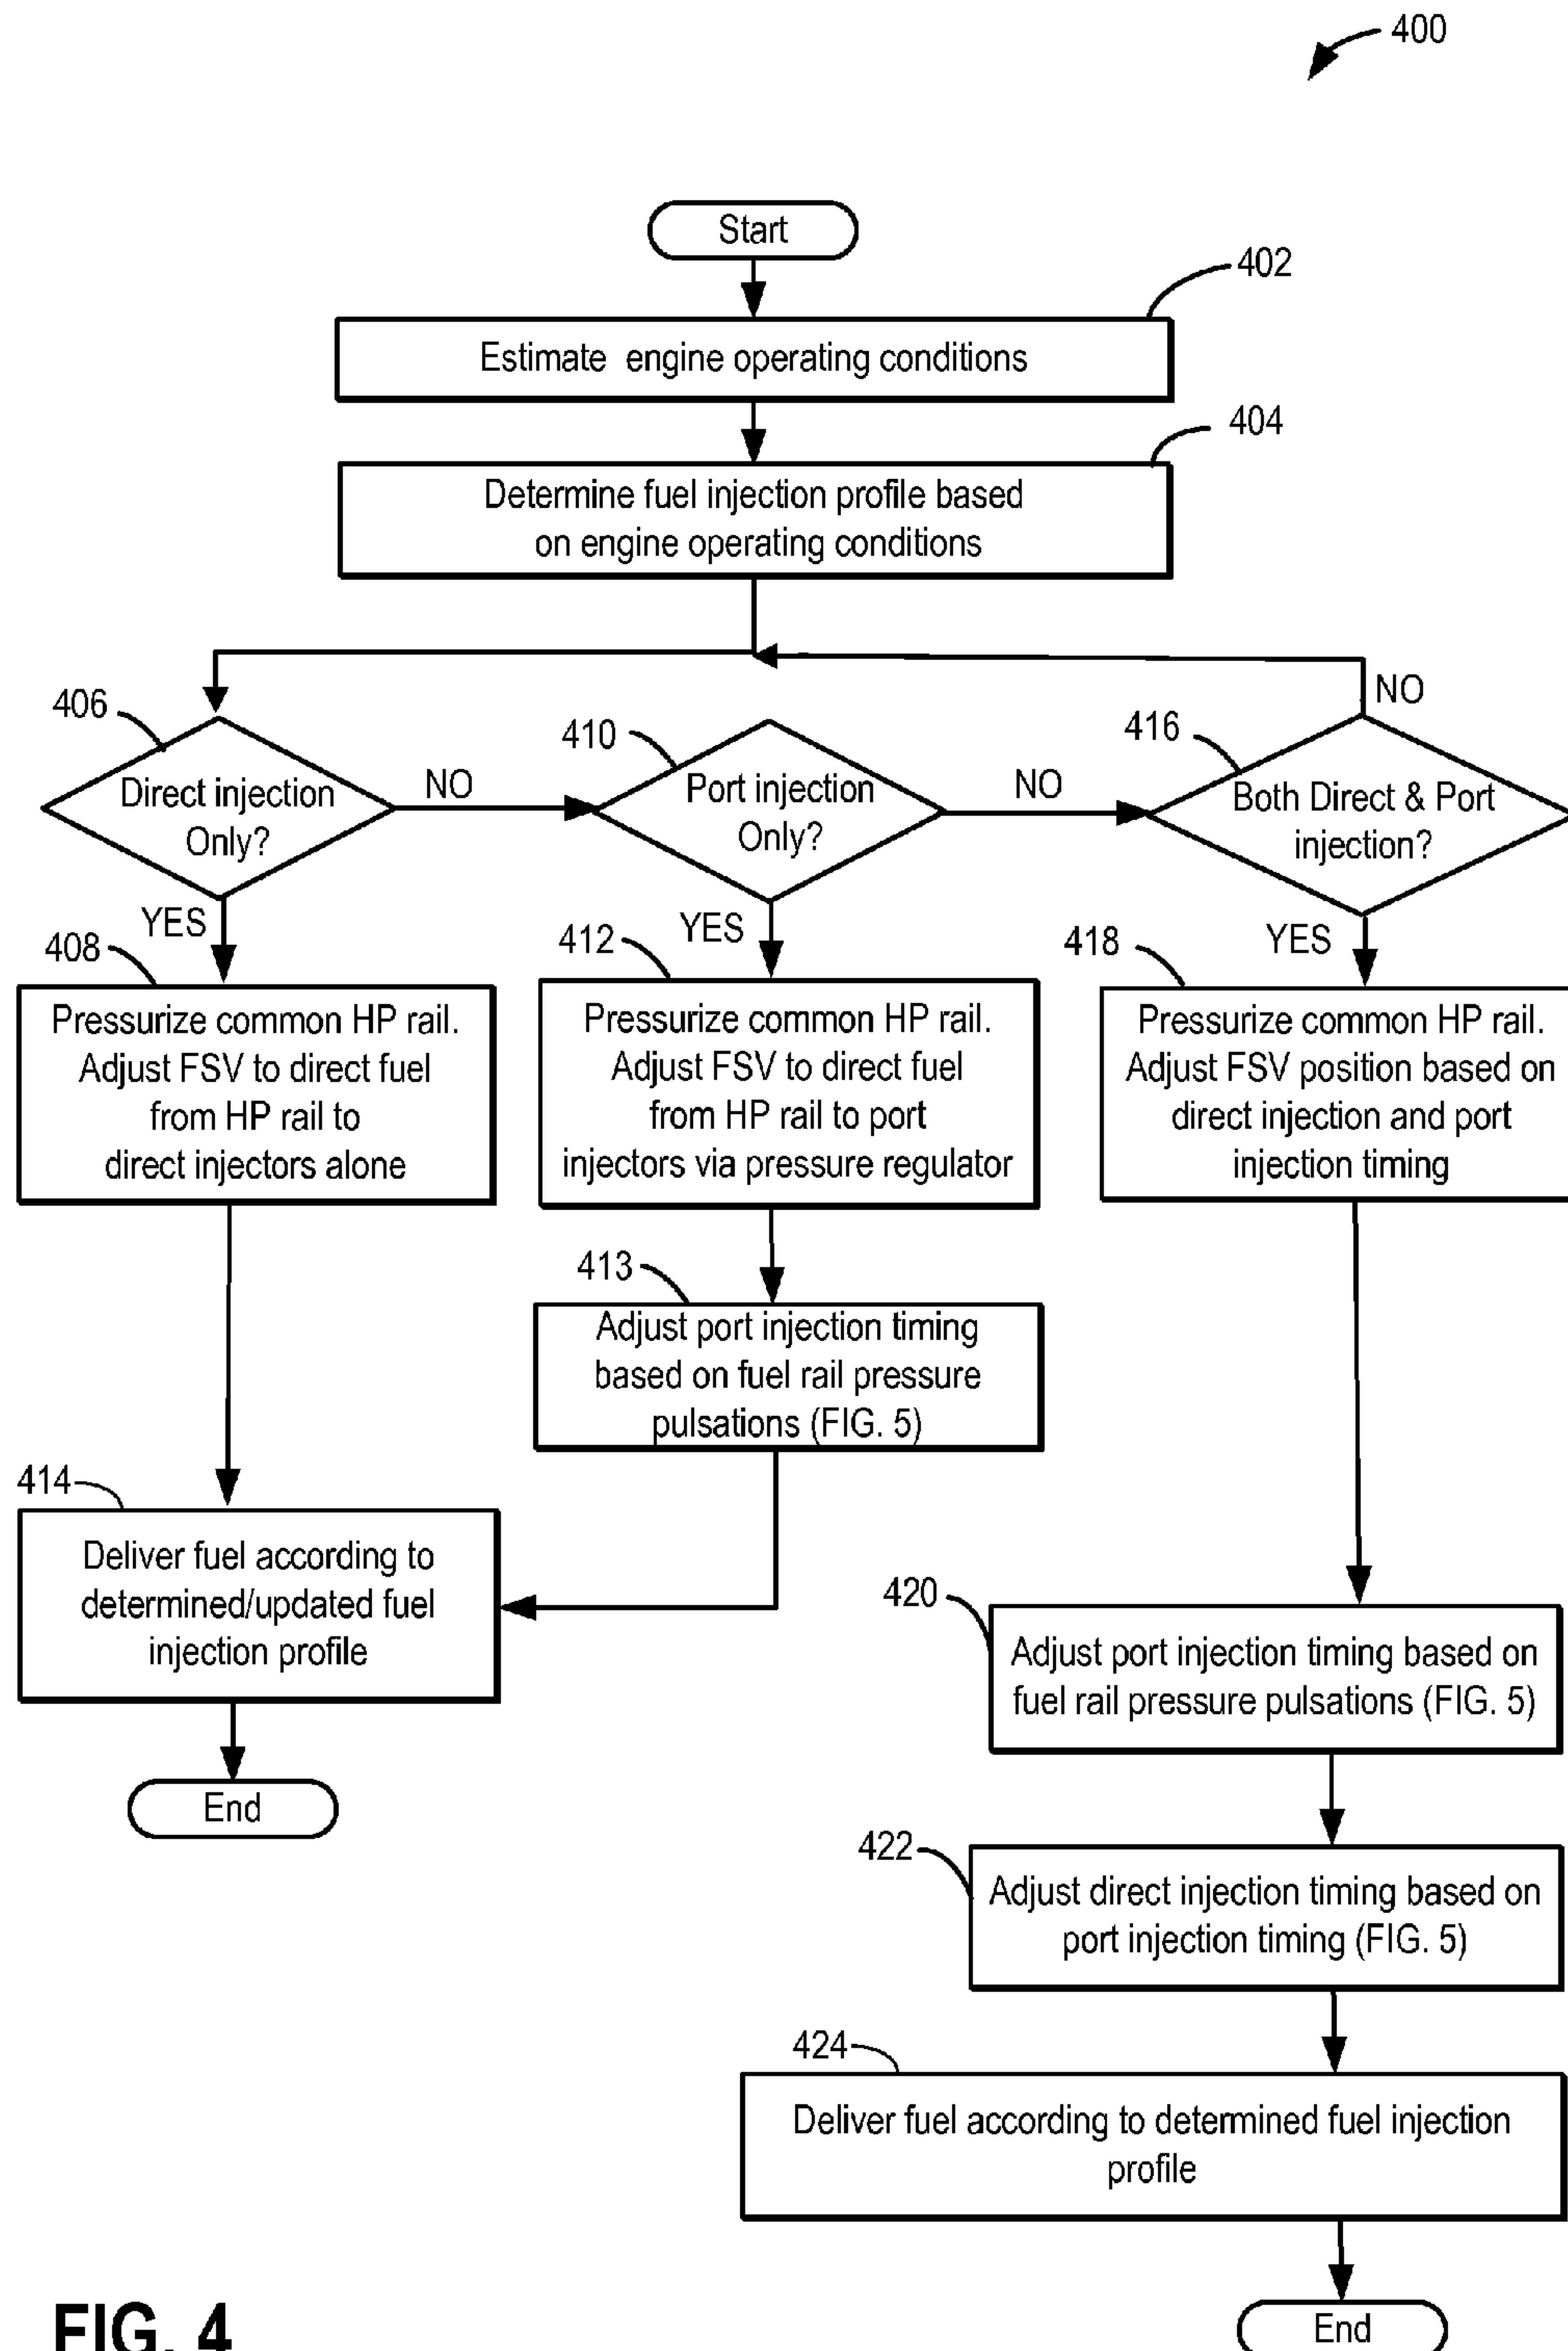 400
Start
402
Estimate engine operating conditions
404
Determine fuel injection profile based
on engine operating conditions
406
Direct injection
Only?
NO
410
Port injection
Only?
NO
416
Both Direct & Port
injection?
NO
YES
YES
YES
408
Pressurize common HP rail.
Adjust FSV to direct fuel
from HP rail to
direct injectors alone
412
Pressurize common HP rail.
Adjust FSV to direct fuel
from HP rail to port
injectors via pressure regulator
418
Pressurize common HP rail.
Adjust FSV position based on
direct injection and port
injection timing
413
Adjust port injection timing
based on fuel rail pressure
pulsations (FIG. 5)
414
Deliver fuel according to
determined/updated fuel
injection profile
End
420
Adjust port injection timing based on
fuel rail pressure pulsations (FIG. 5)
422
Adjust direct injection timing based on
port injection timing (FIG. 5)
424
Deliver fuel according to determined fuel injection
profile
End
FIG. 4